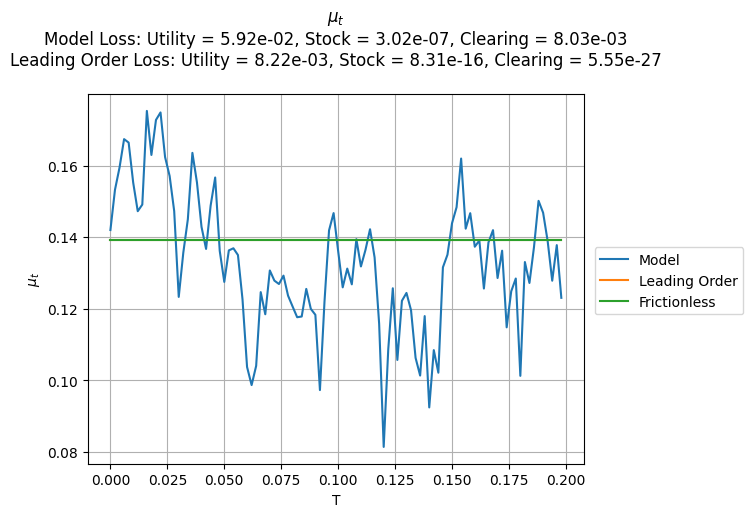 μₜ
Model Loss: Utility = 5.92e-02, Stock = 3.02e-07, Clearing = 8.03e-03
Leading Order Loss: Utility = 8.22e-03, Stock = 8.31e-16, Clearing = 5.55e-27
0.16
0.14
0.12
0.10
0.08
μₜ
0.000 0.025 0.050 0.075 0.100 0.125 0.150 0.175 0.200
T
Model
Leading Order
Frictionless